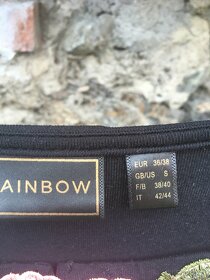 AINBOW
EUR 36/38
GB/US S
F/B 38/40
IT 42/44